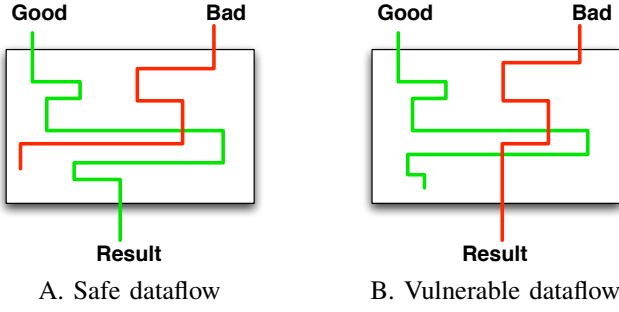 Good Bad Good Bad
Result Result
A. Safe dataflow B. Vulnerable dataflow